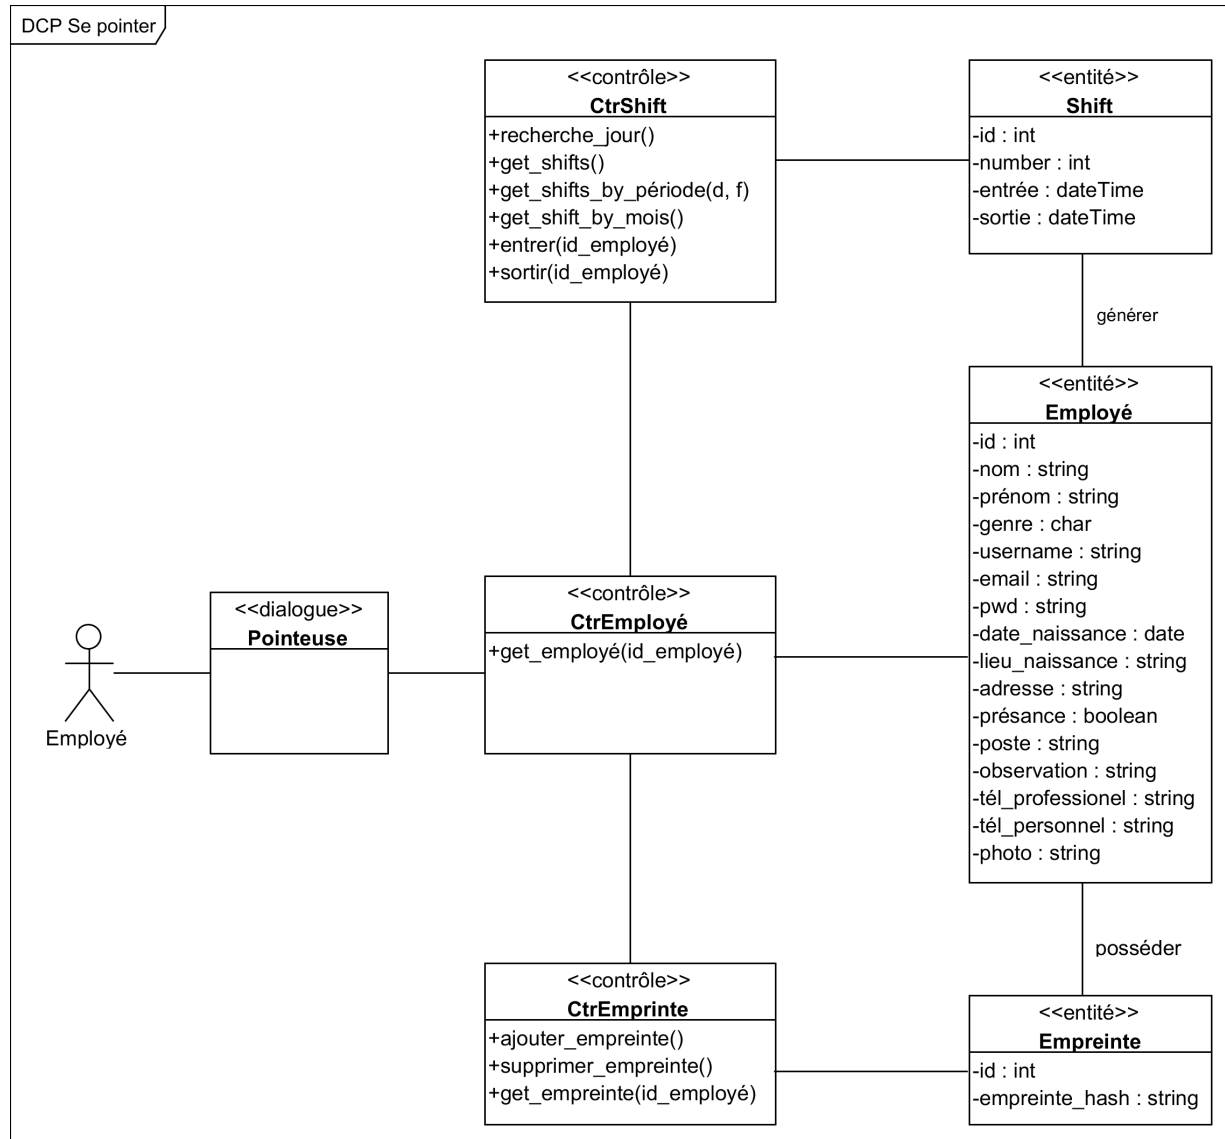 DCP Se pointer
<<contrôle>>
CtrShift
+recherche_jour()
+get_shifts()
+get_shifts_by_période(d, f)
+get_shift_by_mois()
+entrer(id_employé)
+sortir(id_employé)
<<entité>>
Shift
-id : int
-number : int
-entrée : dateTime
-sortie : dateTime
générer
<<entité>>
Employé
-id : int
-nom : string
-prénom : string
-genre : char
-username : string
-email : string
-pwd : string
-date_naissance : date
-lieu_naissance : string
-adresse : string
-présance : boolean
-poste : string
-observation : string
-tél_professionel : string
-tél_personnel : string
-photo : string
<<contrôle>>
CtrEmployé
+get_employé(id_employé)
<<dialogue>>
Pointeuse
Employé
posséder
<<contrôle>>
CtrEmprinte
+ajouter_empreinte()
+supprimer_empreinte()
+get_empreinte(id_employé)
<<entité>>
Empreinte
-id : int
-empreinte_hash : string